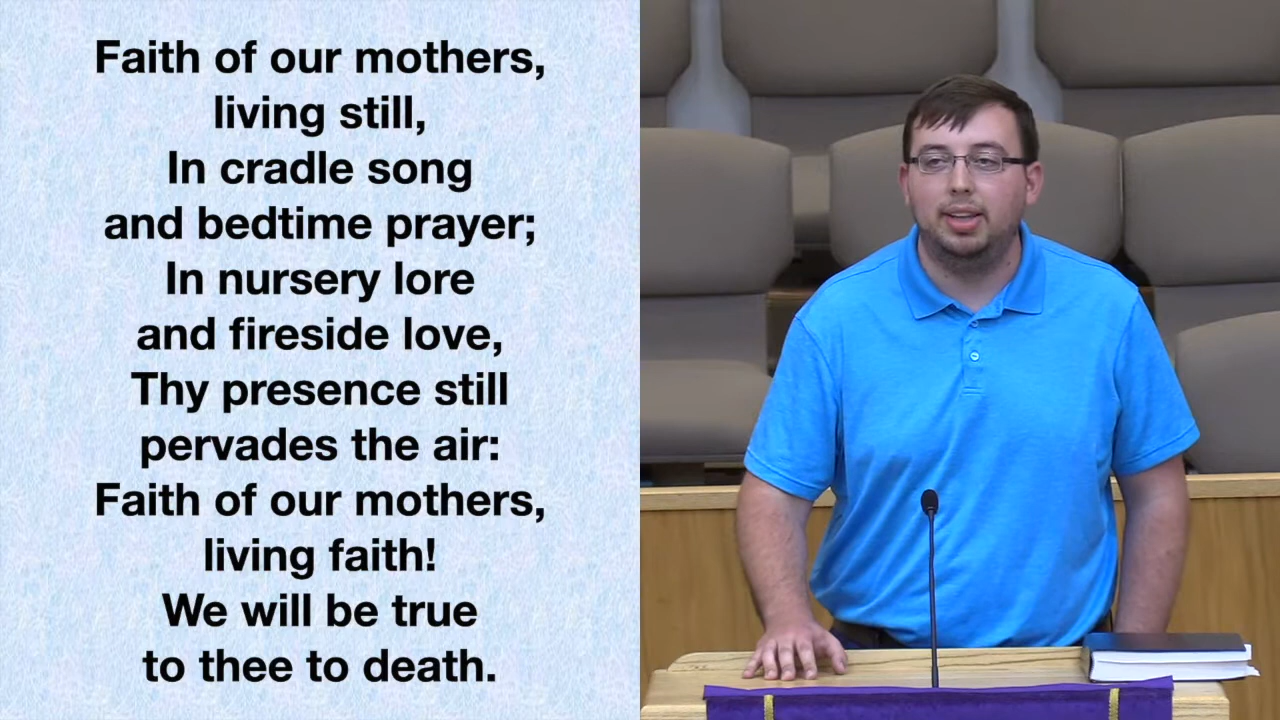 Faith of our mothers,
living still,
In cradle song
and bedtime prayer;
In nursery lore
and fireside love,
Thy presence still
pervades the air:
Faith of our mothers,
living faith!
We will be true
to thee to death.